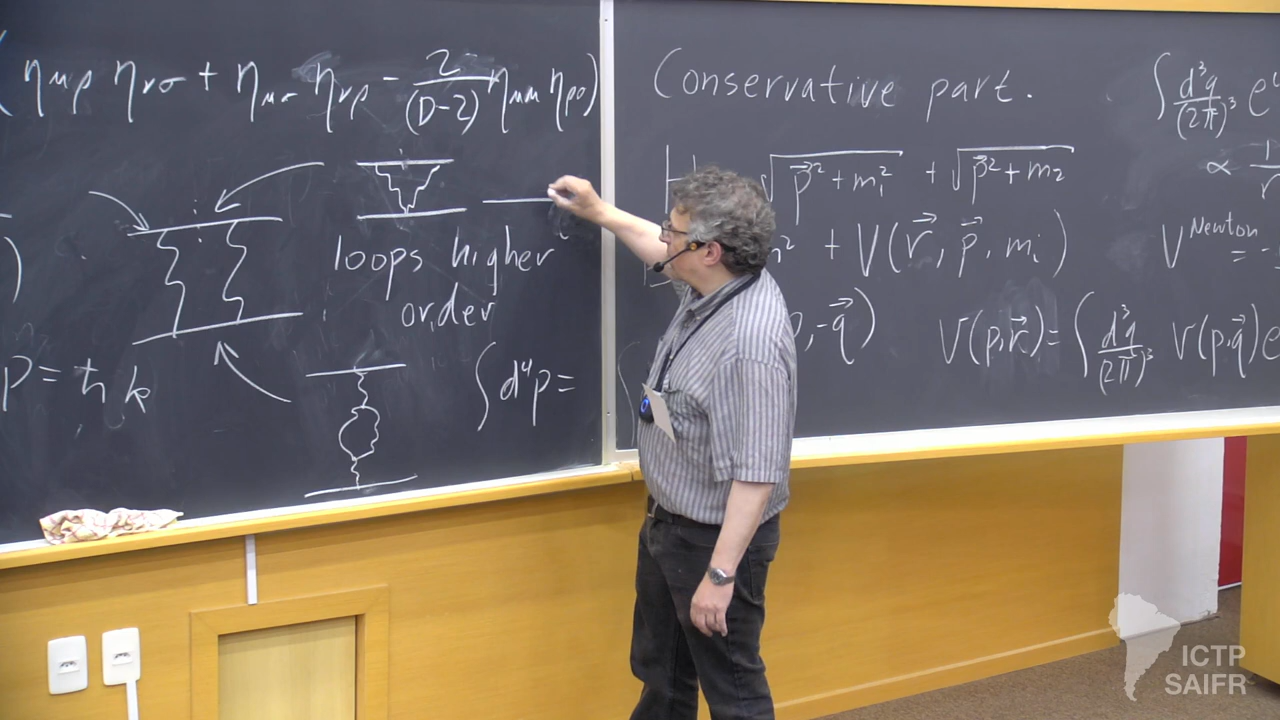 ( ημρ ηνσ + ημσ ηνρ − 2/(D-2) ημν ηρσ )
loops higher
order
)
p = ħ k
∫ d⁴p =
Conservative part.
H √p⃗² + m₁² + √p⃗² + m₂
+ V(r⃗, p⃗, mᵢ)
p, -q⃗)
∫ d³q/(2π)³ e
∝ 1/r
V^Newton = -
V(p, r⃗) = ∫ d³q/(2π)³ V(p, q⃗) e
ICTP
SAIFR